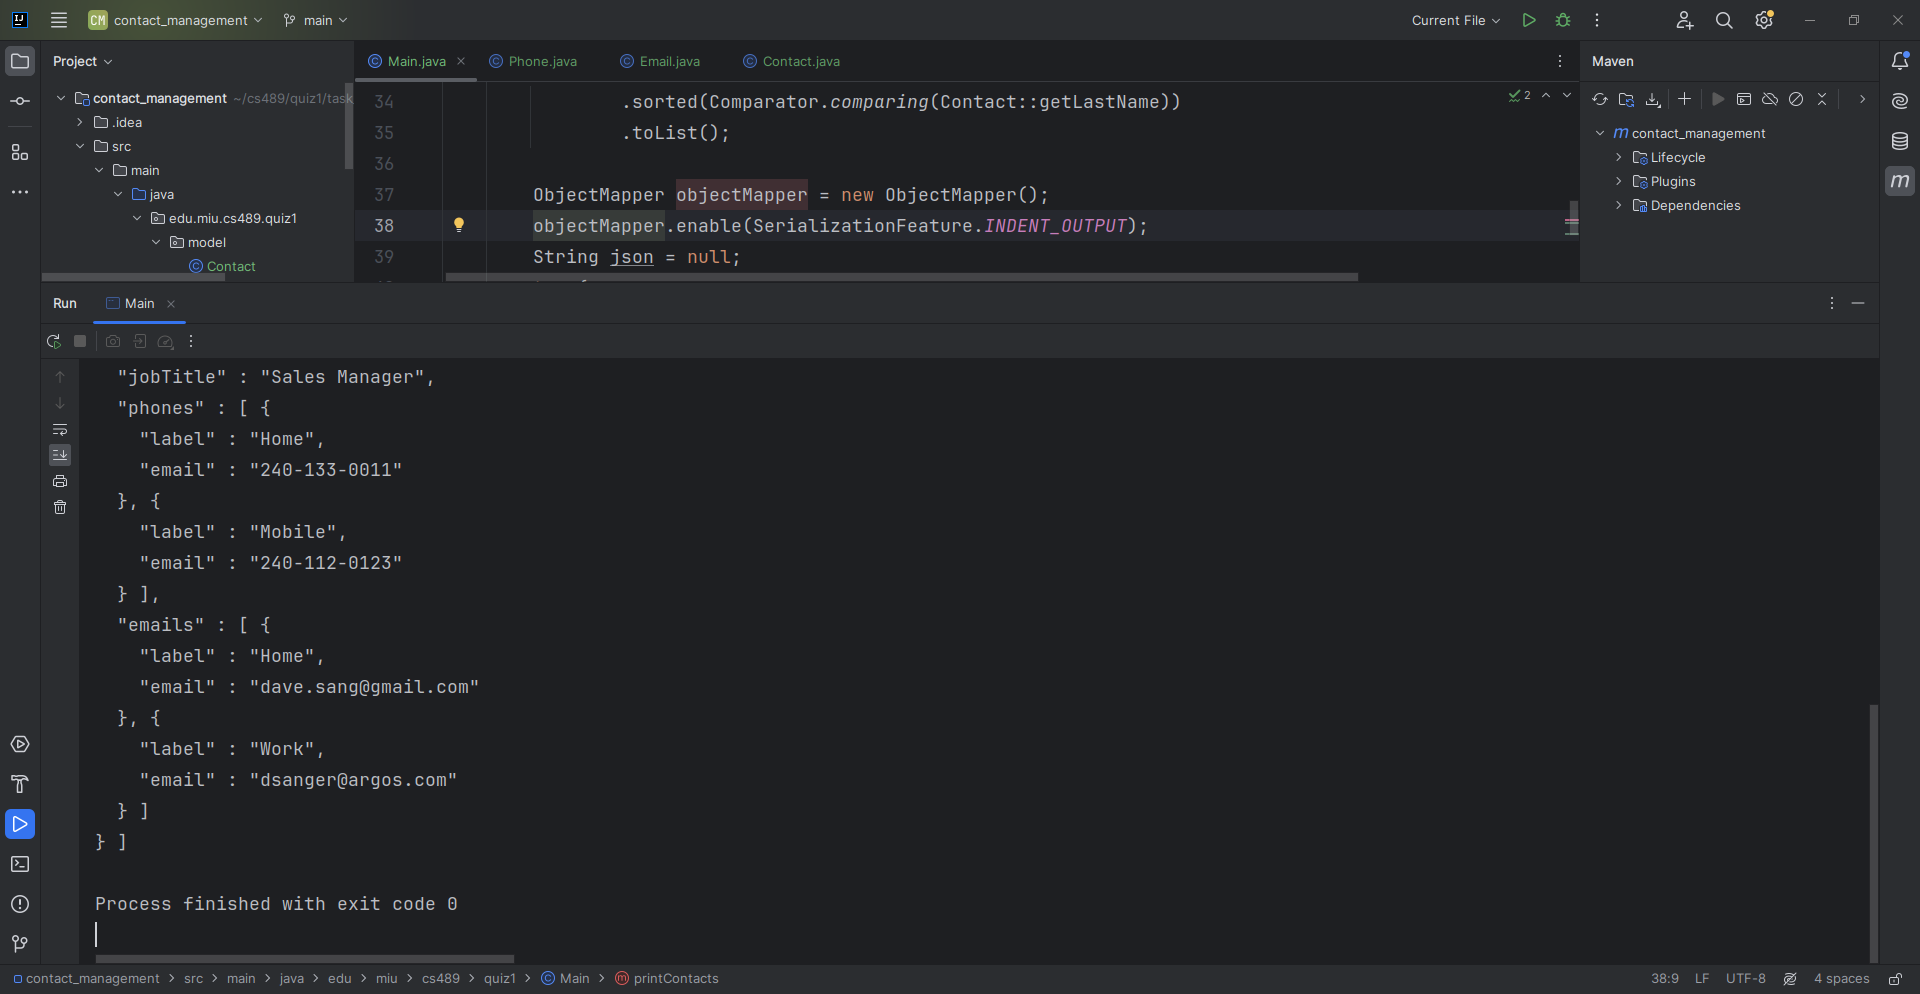 CM contact_management main Current File
Project
Main.java Phone.java Email.java Contact.java
Maven
contact_management ~/cs489/quiz1/task
.idea
src
main
java
edu.miu.cs489.quiz1
model
Contact
34 .sorted(Comparator.comparing(Contact::getLastName))
35 .toList();
36
37 ObjectMapper objectMapper = new ObjectMapper();
38 objectMapper.enable(SerializationFeature.INDENT_OUTPUT);
39 String json = null;
2
m contact_management
Lifecycle
Plugins
Dependencies
m
Run Main
"jobTitle" : "Sales Manager",
"phones" : [ {
"label" : "Home",
"email" : "240-133-0011"
}, {
"label" : "Mobile",
"email" : "240-112-0123"
} ],
"emails" : [ {
"label" : "Home",
"email" : "dave.sang@gmail.com"
}, {
"label" : "Work",
"email" : "dsanger@argos.com"
} ]
} ]
Process finished with exit code 0
contact_management > src > main > java > edu > miu > cs489 > quiz1 > Main > printContacts 38:9 LF UTF-8 4 spaces